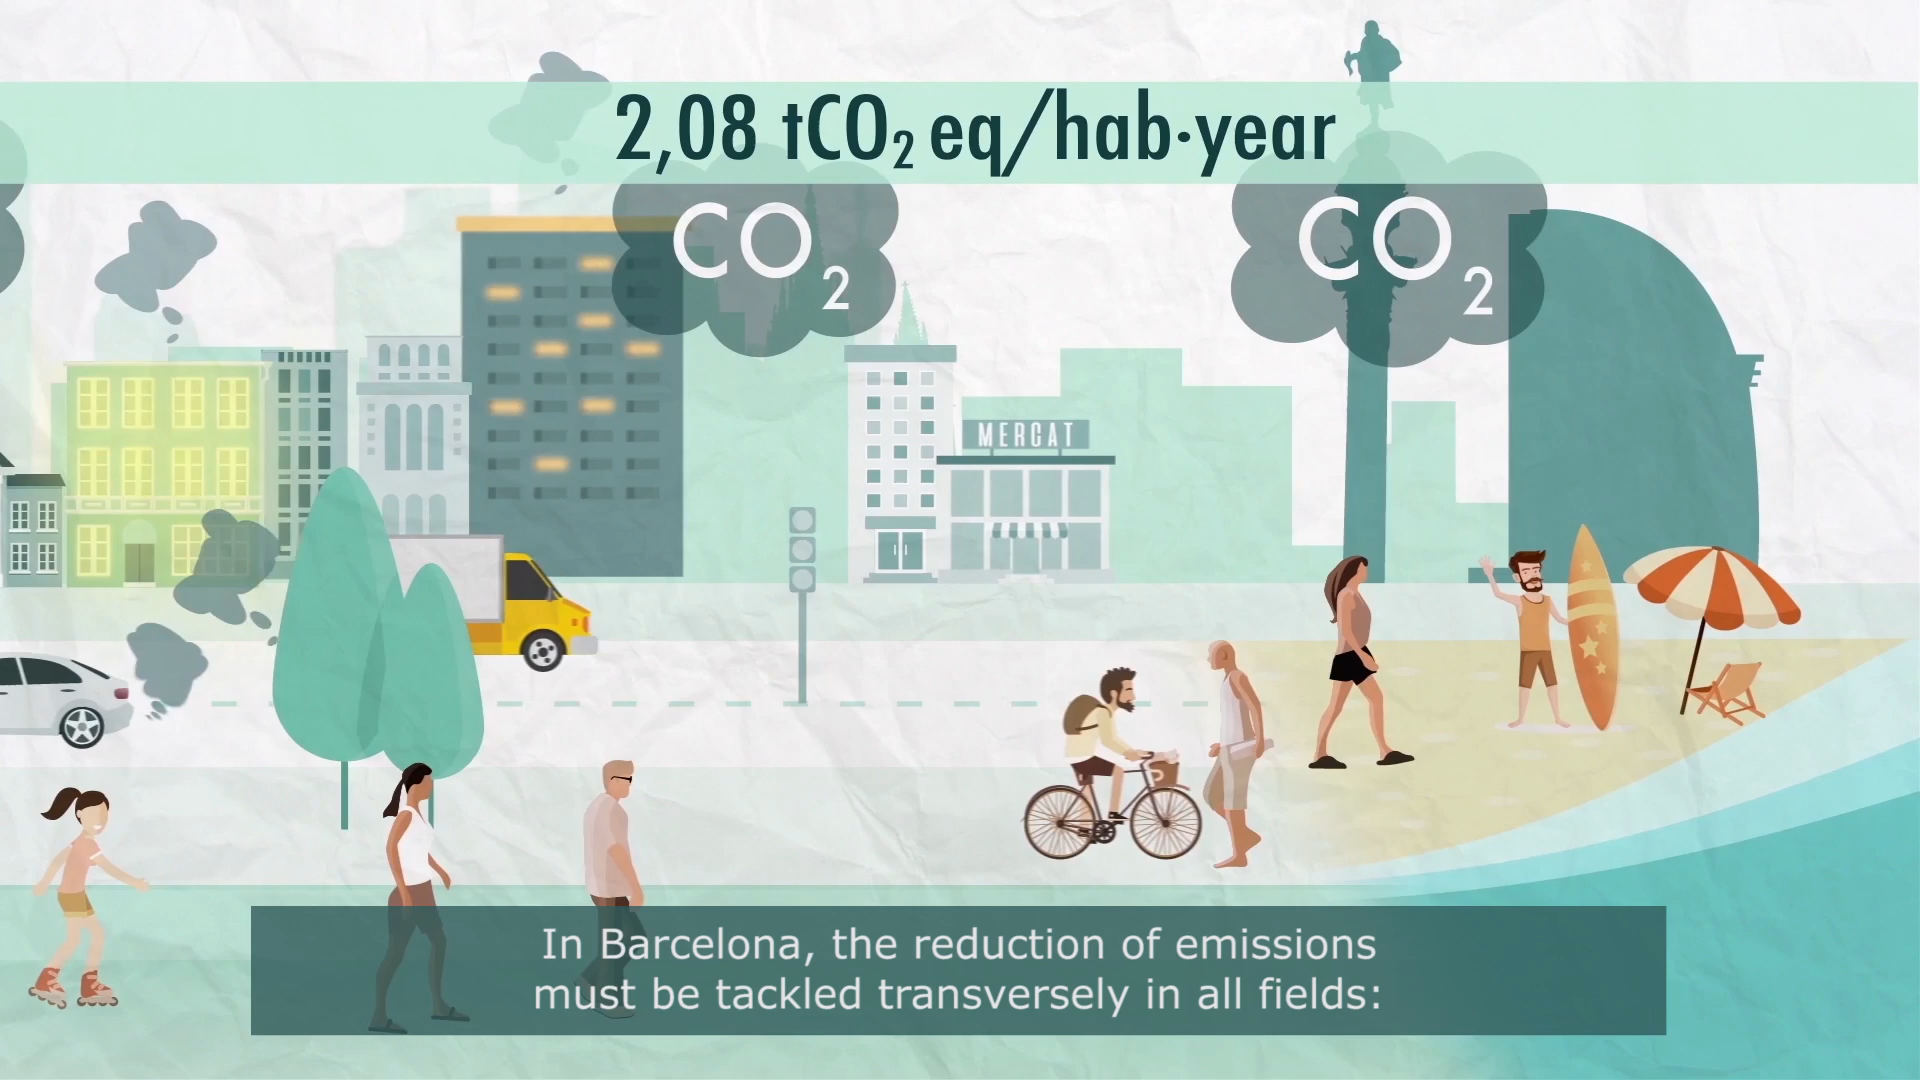 2,08 tCO₂ eq/hab·year
CO₂
CO₂
MERCAT
In Barcelona, the reduction of emissions
must be tackled transversely in all fields: